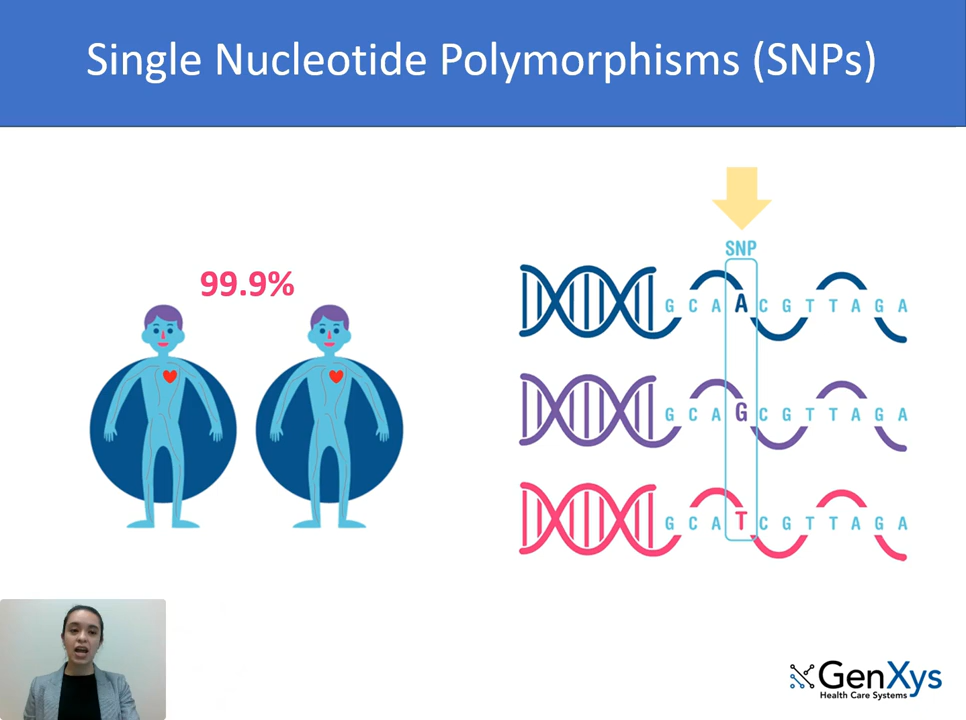 Single Nucleotide Polymorphisms (SNPs)
99.9%
SNP
G C A A C G T T A G A
G C A G C G T T A G A
G C A T C G T T A G A
GenXys
Health Care Systems